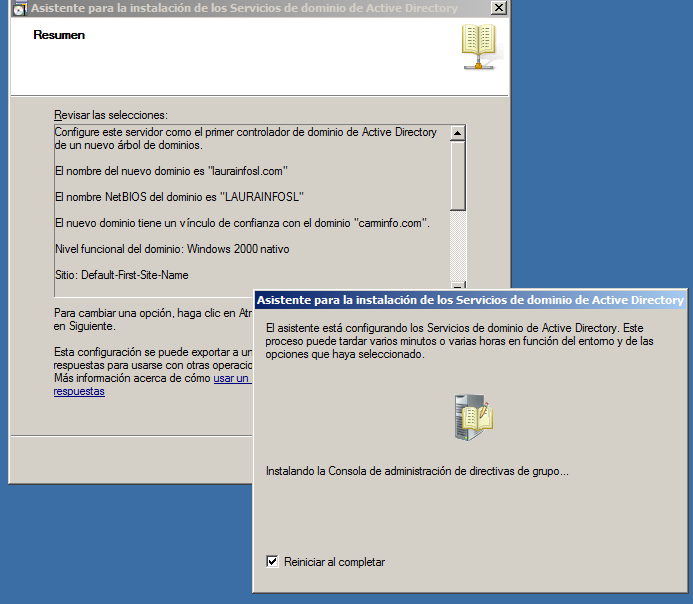 Asistente para la instalación de los Servicios de dominio de Active Directory
Resumen
Revisar las selecciones:
Configure este servidor como el primer controlador de dominio de Active Directory
de un nuevo árbol de dominios.
El nombre del nuevo dominio es "laurainfosl.com"
El nombre NetBIOS del dominio es "LAURAINFOSL"
El nuevo dominio tiene un vínculo de confianza con el dominio "carminfo.com".
Nivel funcional del dominio: Windows 2000 nativo
Sitio: Default-First-Site-Name
Para cambiar una opción, haga clic en
en Siguiente.
Esta configuración se puede exportar a
respuestas para usarse con otras
Más información acerca de cómo usar un
respuestas
Asistente para la instalación de los Servicios de dominio de Active Directory
El asistente está configurando los Servicios de dominio de Active Directory. Este
proceso puede tardar varios minutos o varias horas en función del entorno y de las
opciones que haya seleccionado.
Instalando la Consola de administración de directivas de grupo...
Reiniciar al completar